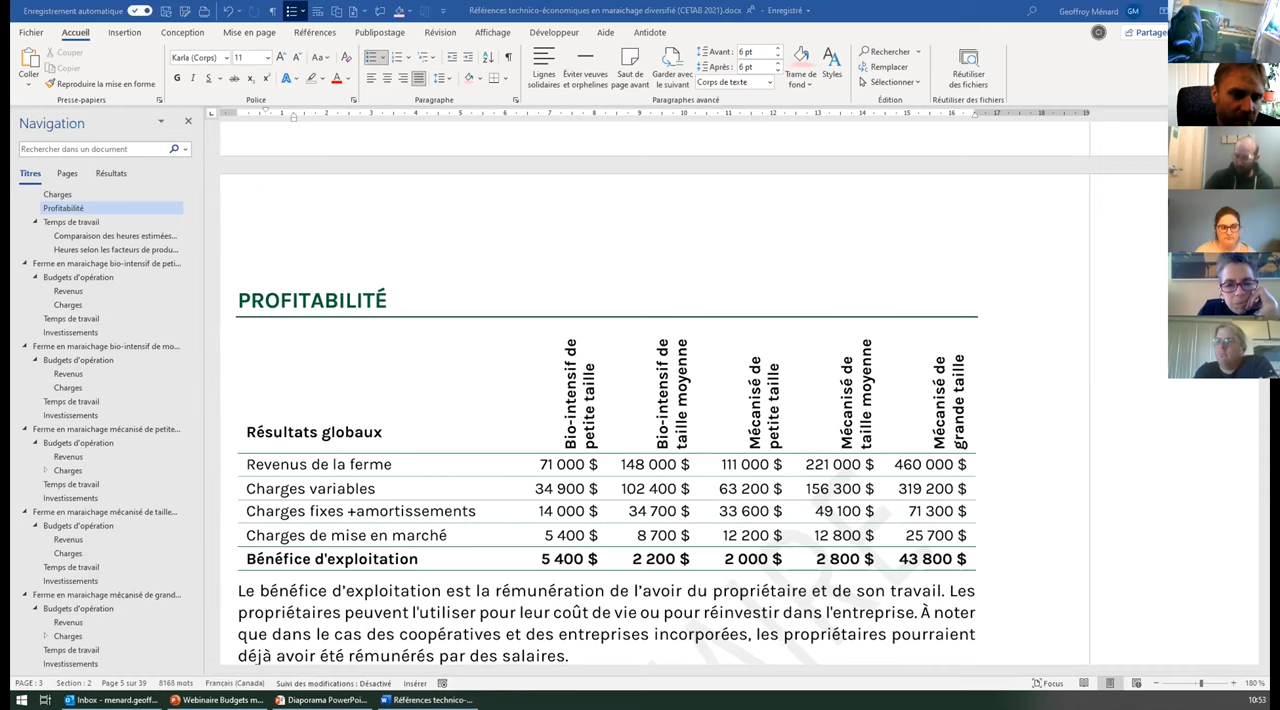 Enregistrement automatique
Références technico-économiques en maraîchage diversifié (CETAB 2021).docx - Enregistré
Geoffroy Ménard GM
Fichier Accueil Insertion Conception Mise en page Références Publipostage Révision Affichage Développeur Aide Antidote
CI Partager
Coller
Couper
Copier
Reproduire la mise en forme
Presse-papiers
Karla (Corps) 11
G I S ab
Police
Paragraphe
Lignes solidaires
Éviter veuves et orphelines
Saut de page avant
Garder avec le suivant
Avant : 6 pt
Après : 6 pt
Corps de texte
Paragraphes avancé
Trame de fond
Styles
Rechercher
Remplacer
Sélectionner
Édition
Réutiliser des fichiers
Réutiliser des fichiers
Navigation
Rechercher dans un document
Titres Pages Résultats
Charges
Profitabilité
Temps de travail
Comparaison des heures estimées...
Heures selon les facteurs de produ...
Ferme en maraichage bio-intensif de peti...
Budgets d'opération
Revenus
Charges
Temps de travail
Investissements
Ferme en maraichage bio-intensif de mo...
Budgets d'opération
Revenus
Charges
Temps de travail
Investissements
Ferme en maraichage mécanisé de petite...
Budgets d'opération
Revenus
Charges
Temps de travail
Investissements
Ferme en maraichage mécanisé de taille...
Budgets d'opération
Revenus
Charges
Temps de travail
Investissements
Ferme en maraichage mécanisé de grand...
Budgets d'opération
Revenus
Charges
Temps de travail
Investissements
PROFITABILITÉ
Résultats globaux
Bio-intensif de petite taille
Bio-intensif de taille moyenne
Mécanisé de petite taille
Mécanisé de taille moyenne
Mécanisé de grande taille
Revenus de la ferme 71 000 $ 148 000 $ 111 000 $ 221 000 $ 460 000 $
Charges variables 34 900 $ 102 400 $ 63 200 $ 156 300 $ 319 200 $
Charges fixes +amortissements 14 000 $ 34 700 $ 33 600 $ 49 100 $ 71 300 $
Charges de mise en marché 5 400 $ 8 700 $ 12 200 $ 12 800 $ 25 700 $
Bénéfice d'exploitation 5 400 $ 2 200 $ 2 000 $ 2 800 $ 43 800 $
Le bénéfice d'exploitation est la rémunération de l'avoir du propriétaire et de son travail. Les
propriétaires peuvent l'utiliser pour leur coût de vie ou pour réinvestir dans l'entreprise. À noter
que dans le cas des coopératives et des entreprises incorporées, les propriétaires pourraient
déjà avoir été rémunérés par des salaires.
PAGE : 3 Section : 2 Page 5 sur 39 8168 mots Français (Canada) Suivi des modifications : Désactivé Insérer
Focus 180 %
Inbox - menard.geoff... Webinaire Budgets m... Diaporama PowerPoi... Références technico-...
10:53